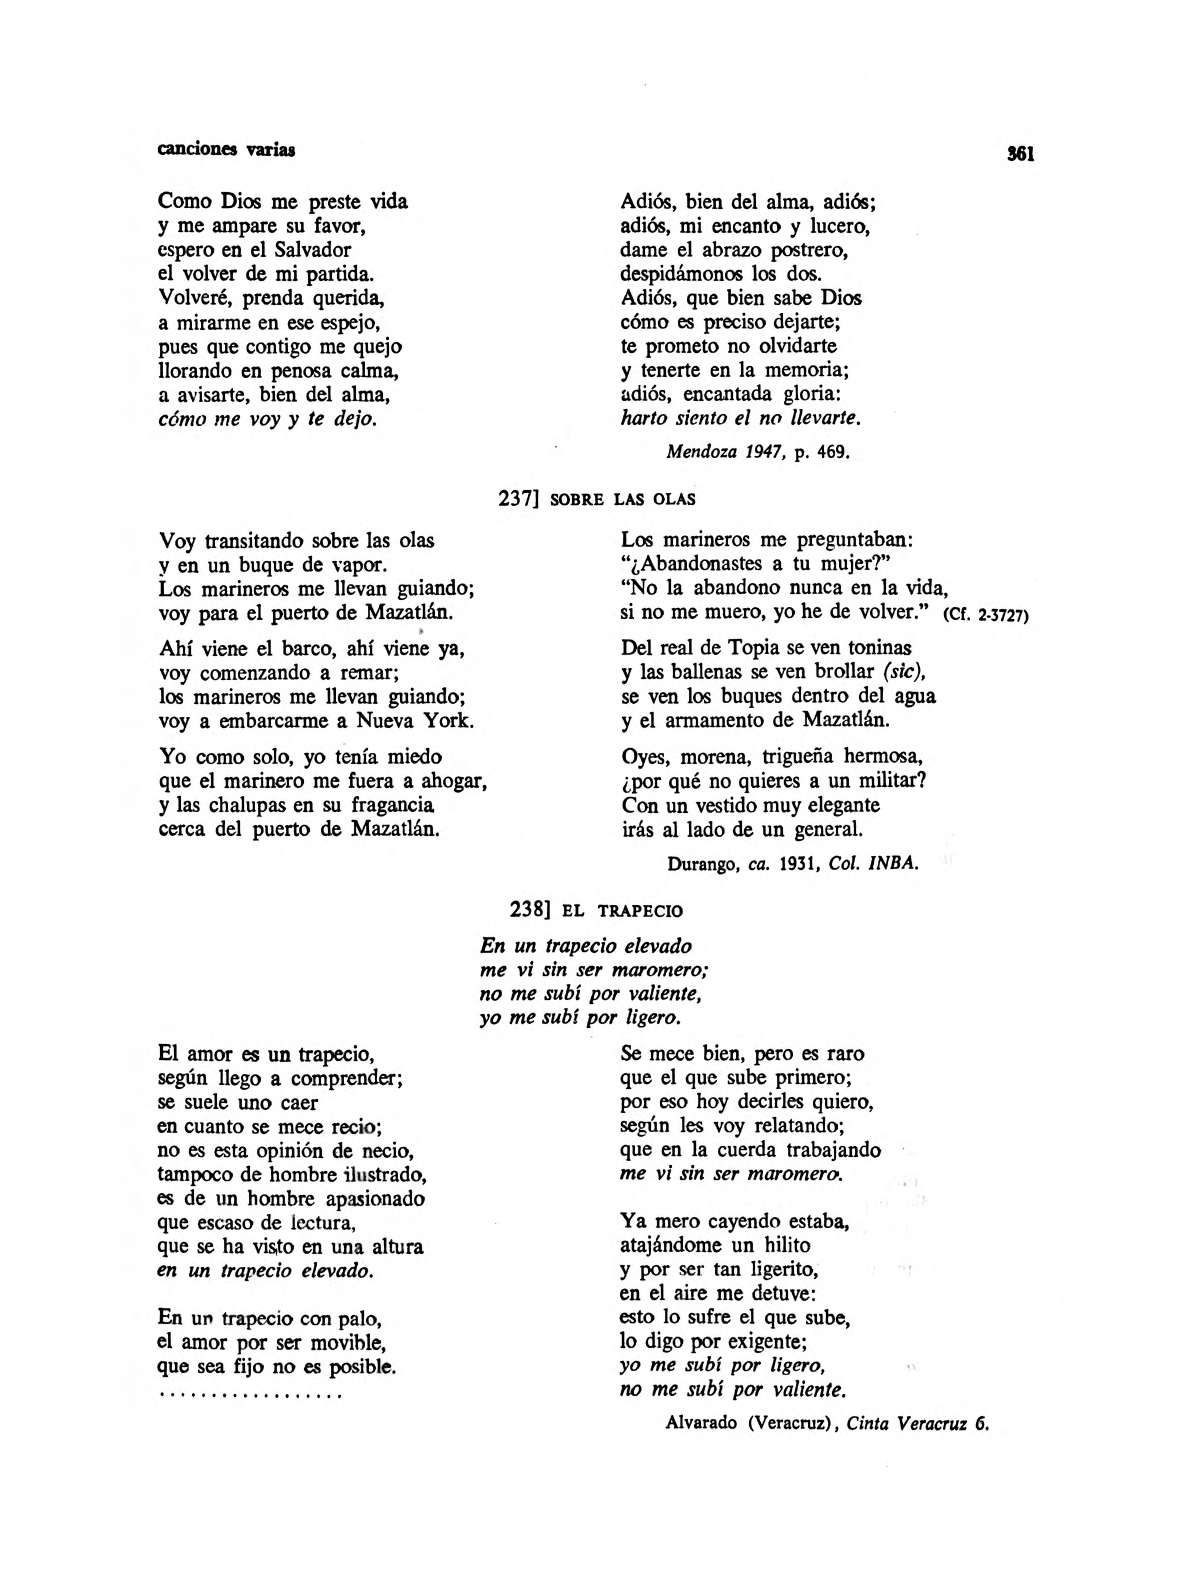 canciones varias
361
Como Dios me preste vida
y me ampare su favor,
espero en el Salvador
el volver de mi partida.
Volveré, prenda querida,
a mirarme en ese espejo,
pues que contigo me quejo
llorando en penosa calma,
a avisarte, bien del alma,
cómo me voy y te dejo.
Adiós, bien del alma, adiós;
adiós, mi encanto y lucero,
dame el abrazo postrero,
despidámonos los dos.
Adiós, que bien sabe Dios
cómo es preciso dejarte;
te prometo no olvidarte
y tenerte en la memoria;
adiós, encantada gloria:
harto siento el no llevarte.
Mendoza 1947, p. 469.
237] SOBRE LAS OLAS
Voy transitando sobre las olas
y en un buque de vapor.
Los marineros me llevan guiando;
voy para el puerto de Mazatlán.
Ahí viene el barco, ahí viene ya,
voy comenzando a remar;
los marineros me llevan guiando;
voy a embarcarme a Nueva York.
Yo como solo, yo tenía miedo
que el marinero me fuera a ahogar,
y las chalupas en su fragancia
cerca del puerto de Mazatlán.
Los marineros me preguntaban:
“¿Abandonastes a tu mujer?”
“No la abandono nunca en la vida,
si no me muero, yo he de volver.” (Cf. 2-3727)
Del real de Topia se ven toninas
y las ballenas se ven brollar (sic),
se ven los buques dentro del agua
y el armamento de Mazatlán.
Oyes, morena, trigueña hermosa,
¿por qué no quieres a un militar?
Con un vestido muy elegante
irás al lado de un general.
Durango, ca. 1931, Col. INBA.
238] EL TRAPECIO
En un trapecio elevado
me vi sin ser maromero;
no me subí por valiente,
yo me subí por ligero.
El amor es un trapecio,
según llego a comprender;
se suele uno caer
en cuanto se mece recio;
no es esta opinión de necio,
tampoco de hombre ilustrado,
es de un hombre apasionado
que escaso de lectura,
que se ha visto en una altura
en un trapecio elevado.
En un trapecio con palo,
el amor por ser movible,
que sea fijo no es posible.
..................
Se mece bien, pero es raro
que el que sube primero;
por eso hoy decirles quiero,
según les voy relatando;
que en la cuerda trabajando
me vi sin ser maromero.
Ya mero cayendo estaba,
atajándome un hilito
y por ser tan ligerito,
en el aire me detuve:
esto lo sufre el que sube,
lo digo por exigente;
yo me subí por ligero,
no me subí por valiente.
Alvarado (Veracruz), Cinta Veracruz 6.